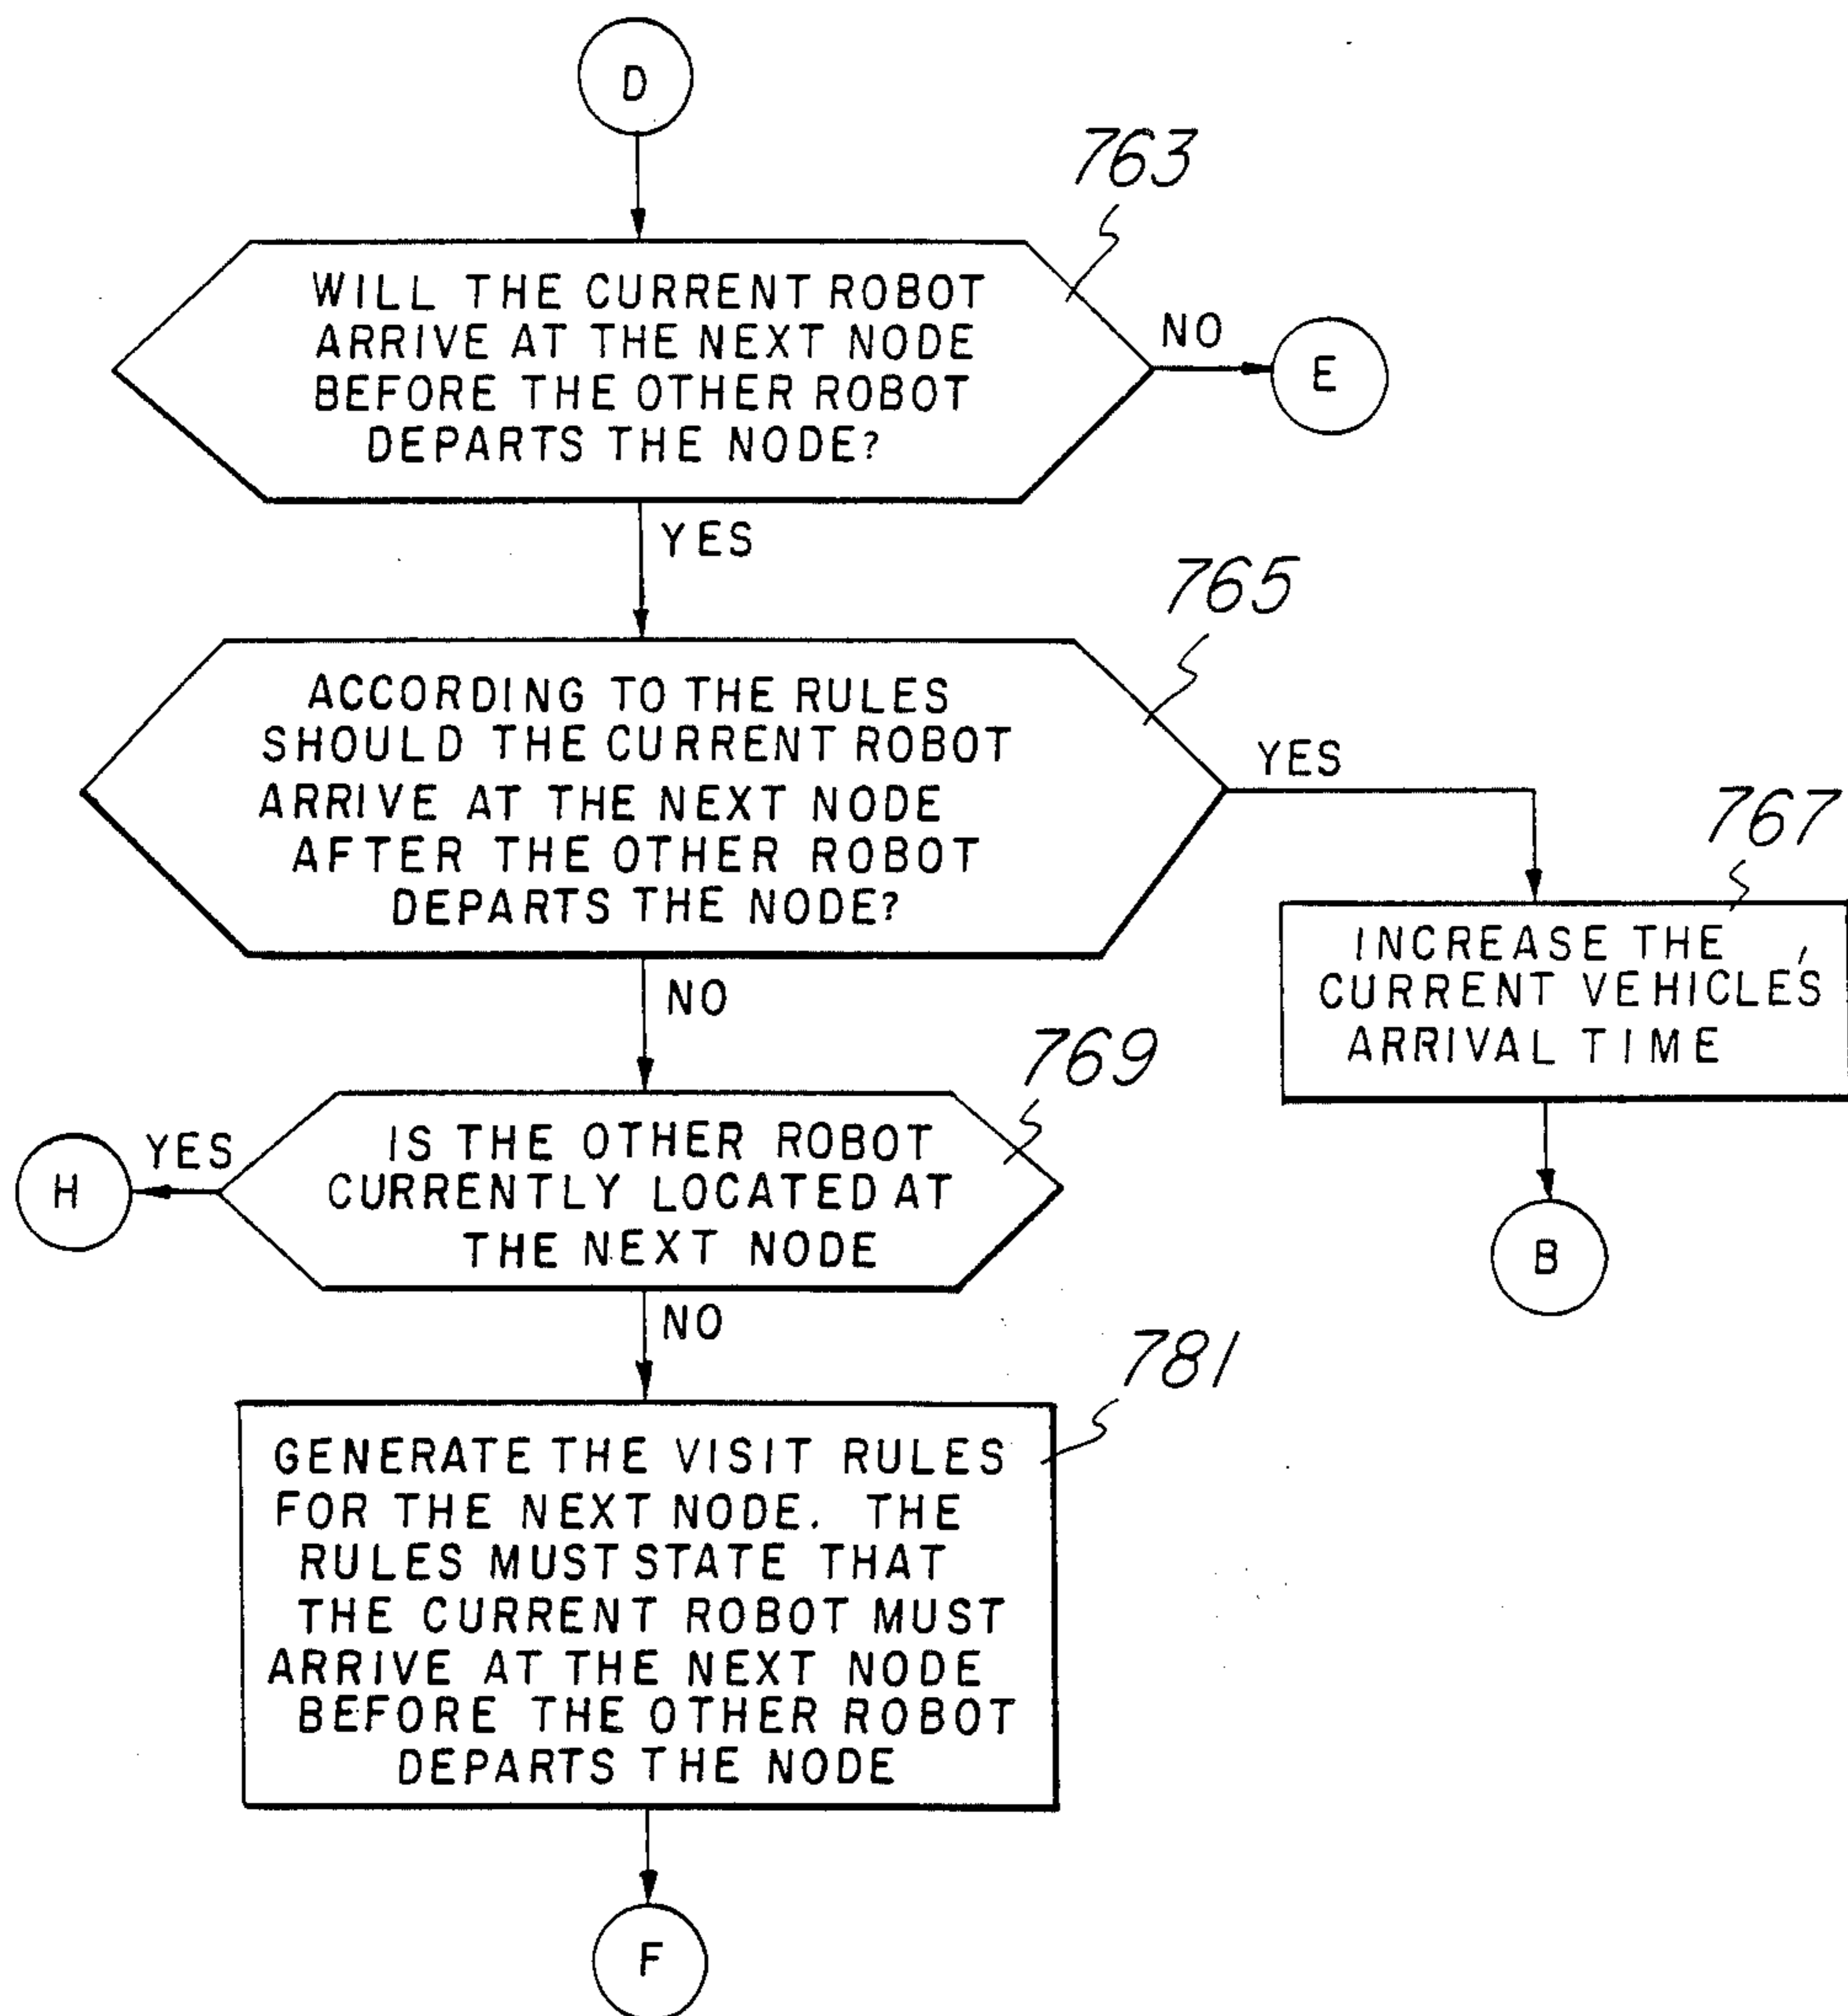 D
763
WILL THE CURRENT ROBOT
ARRIVE AT THE NEXT NODE
BEFORE THE OTHER ROBOT
DEPARTS THE NODE?
NO
E
YES
765
ACCORDING TO THE RULES
SHOULD THE CURRENT ROBOT
ARRIVE AT THE NEXT NODE
AFTER THE OTHER ROBOT
DEPARTS THE NODE?
YES
767
INCREASE THE
CURRENT VEHICLE'S
ARRIVAL TIME
B
NO
769
IS THE OTHER ROBOT
CURRENTLY LOCATED AT
THE NEXT NODE
YES
H
NO
781
GENERATE THE VISIT RULES
FOR THE NEXT NODE. THE
RULES MUST STATE THAT
THE CURRENT ROBOT MUST
ARRIVE AT THE NEXT NODE
BEFORE THE OTHER ROBOT
DEPARTS THE NODE
F